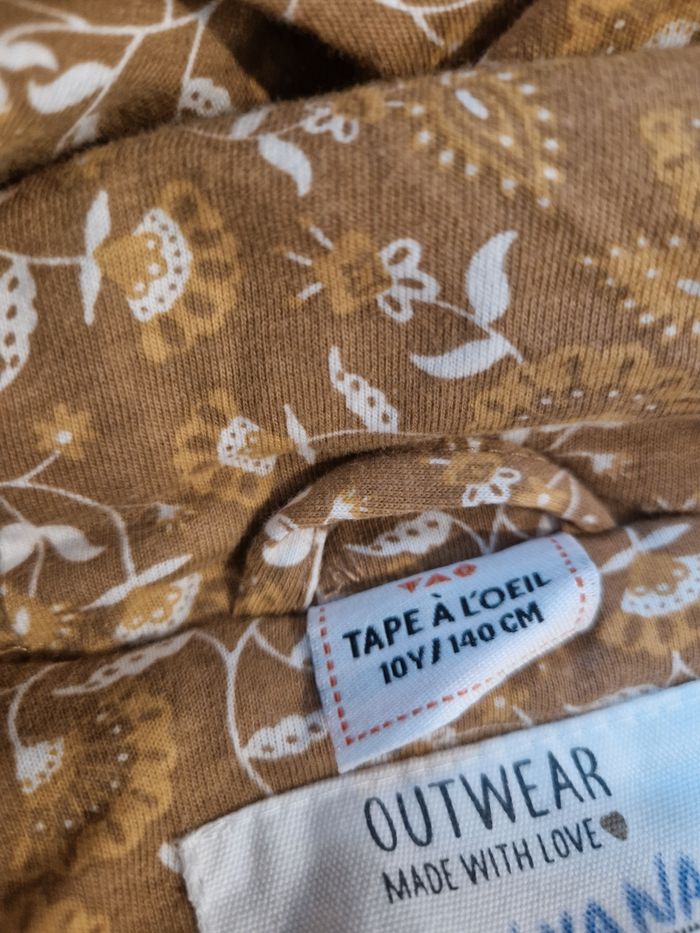 TAO
TAPE À L'OEIL
10Y/140 CM
OUTWEAR
MADE WITH LOVE